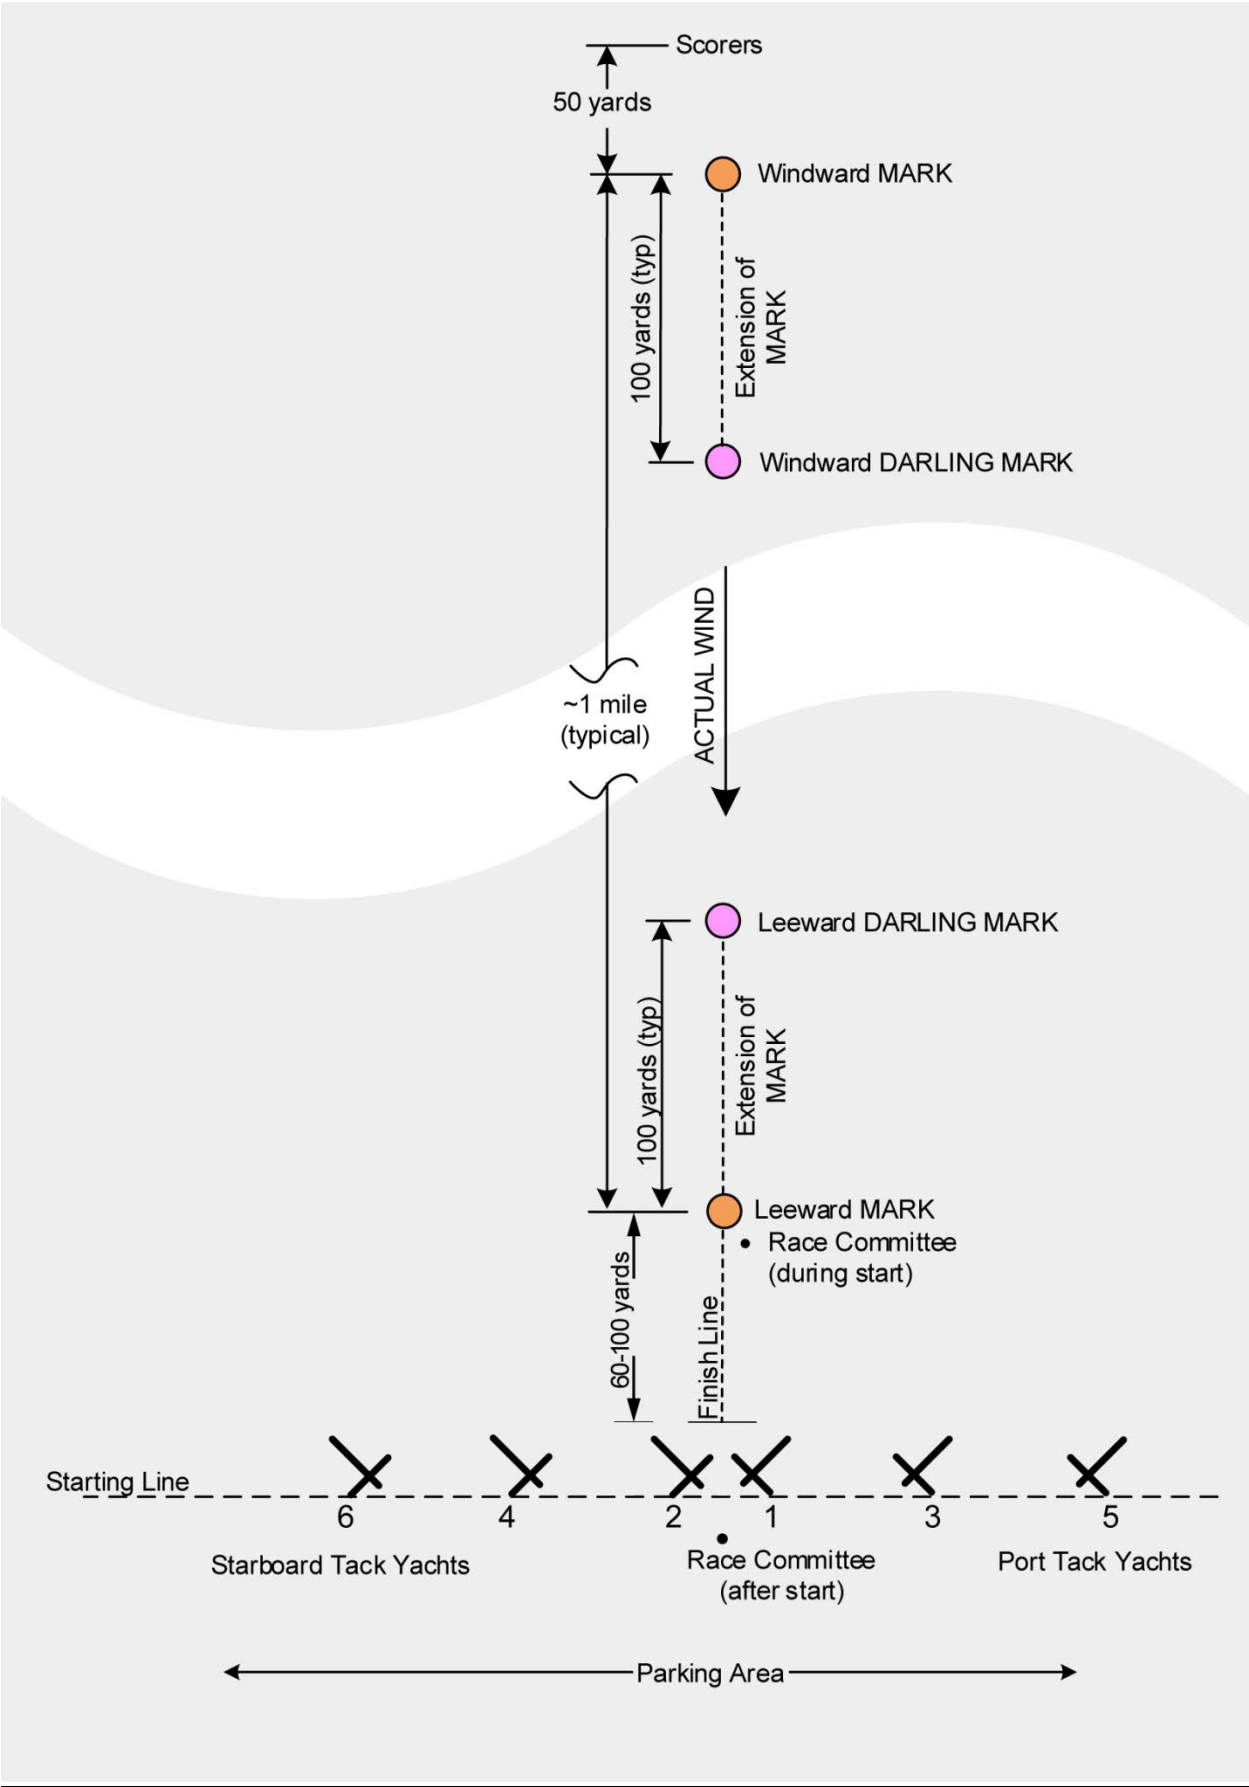 Scorers
50 yards
Windward MARK
100 yards (typ)
Extension of
MARK
Windward DARLING MARK
ACTUAL WIND
~1 mile
(typical)
Leeward DARLING MARK
100 yards (typ)
Extension of
MARK
Leeward MARK
• Race Committee
(during start)
60-100 yards
Finish Line
Starting Line
6 4 2 1 3 5
Starboard Tack Yachts
Race Committee
(after start)
Port Tack Yachts
Parking Area